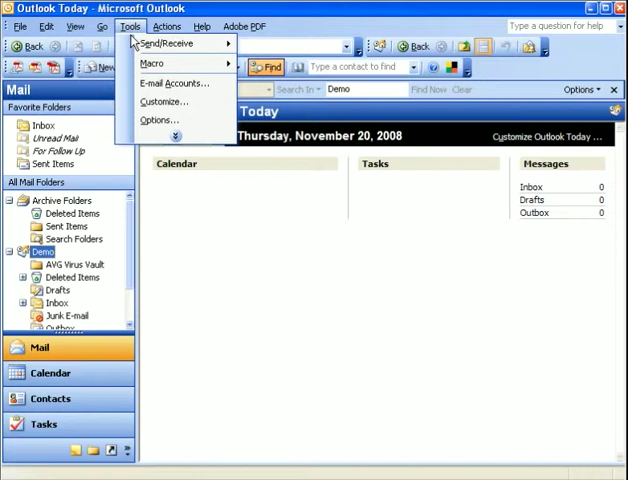 Outlook Today - Microsoft Outlook
File Edit View Go Tools Actions Help Adobe PDF
Type a question for help
Back
Send/Receive
Back
Macro
New
Find
Type a contact to find
E-mail Accounts...
Customize...
Options...
Mail
Search In
Demo
Find Now Clear
Options
Favorite Folders
Today
Inbox
Unread Mail
For Follow Up
Sent Items
Thursday, November 20, 2008
Customize Outlook Today ...
Calendar
Tasks
Messages
Inbox 0
Drafts 0
Outbox 0
All Mail Folders
Archive Folders
Deleted Items
Sent Items
Search Folders
Demo
AVG Virus Vault
Deleted Items
Drafts
Inbox
Junk E-mail
Outbox
Mail
Calendar
Contacts
Tasks